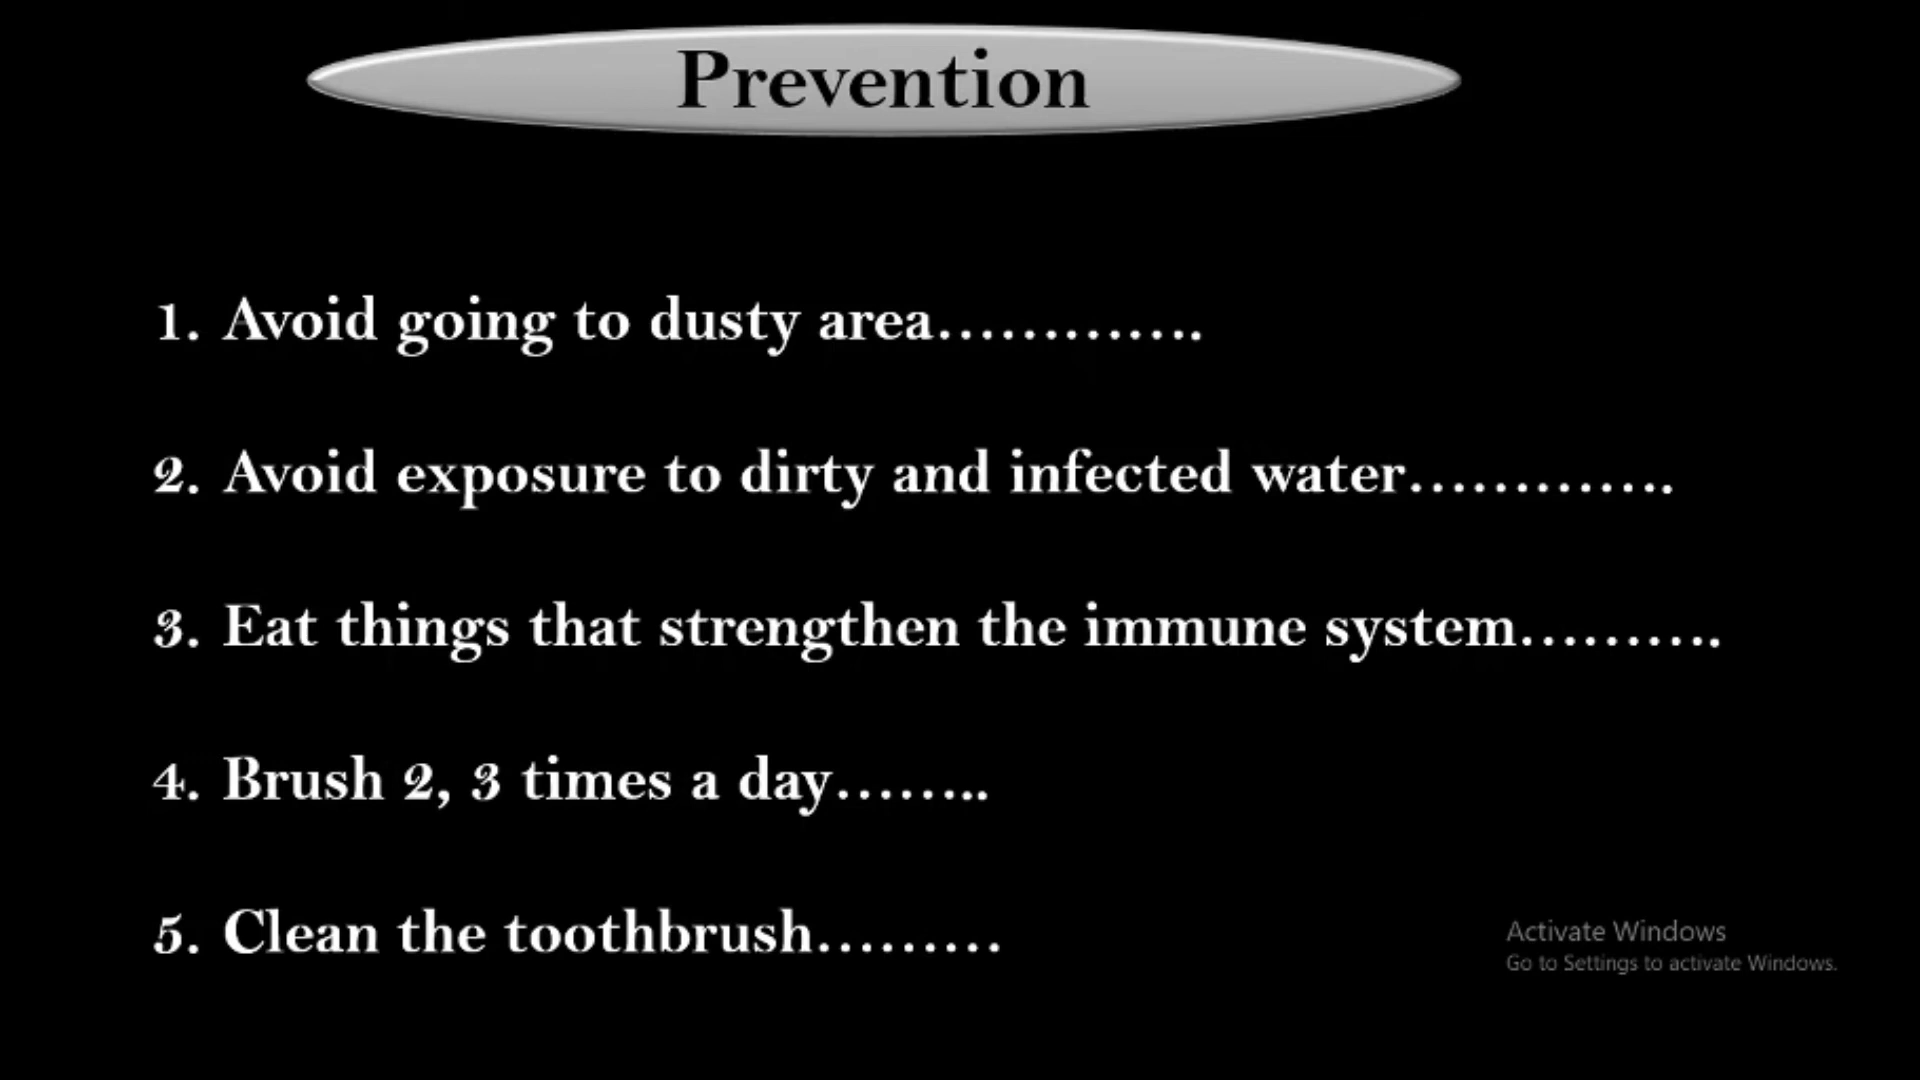 Prevention
1. Avoid going to dusty area………….
2. Avoid exposure to dirty and infected water………….
3. Eat things that strengthen the immune system……….
4. Brush 2, 3 times a day……..
5. Clean the toothbrush………
Activate Windows
Go to Settings to activate Windows.